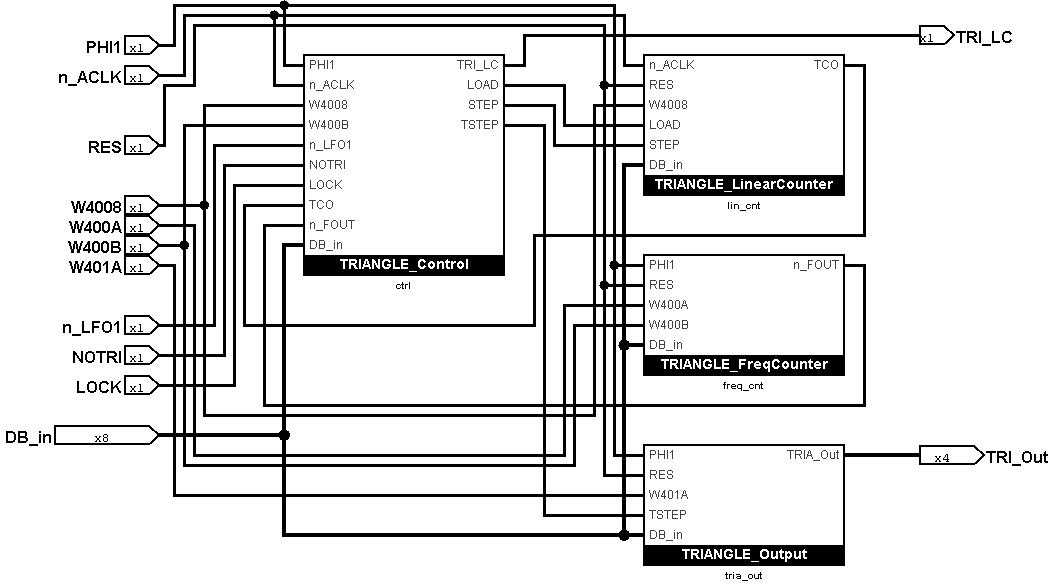 PHI1 x1
n_ACLK x1
RES x1
W4008 x1
W400A x1
W400B x1
W401A x1
n_LFO1 x1
NOTRI x1
LOCK x1
DB_in x8
PHI1 TRI_LC
n_ACLK LOAD
W4008 STEP
W400B TSTEP
n_LFO1
NOTRI
LOCK
TCO
n_FOUT
DB_in
TRIANGLE_Control
ctrl
n_ACLK TCO
RES
W4008
LOAD
STEP
DB_in
TRIANGLE_LinearCounter
lin_cnt
PHI1 n_FOUT
RES
W400A
W400B
DB_in
TRIANGLE_FreqCounter
freq_cnt
PHI1 TRIA_Out
RES
W401A
TSTEP
DB_in
TRIANGLE_Output
tria_out
x1 TRI_LC
x4 TRI_Out